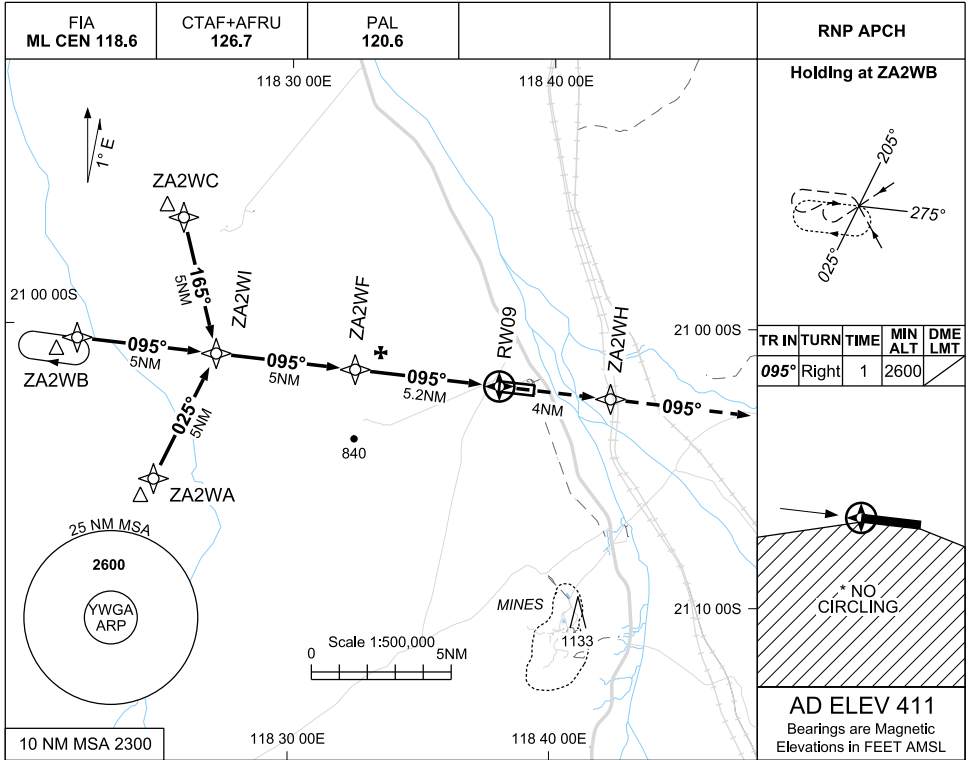 FIA
ML CEN 118.6
CTAF+AFRU
126.7
PAL
120.6
RNP APCH
118 30 00E
118 40 00E
Holding at ZA2WB
1° E
205°
275°
025°
ZA2WC
165°
5NM
ZA2WI
ZA2WF
RW09
ZA2WH
21 00 00S
21 00 00S
095°
5NM
095°
5NM
095°
5.2NM
4NM
095°
ZA2WB
025°
5NM
840
ZA2WA
TR IN
TURN
TIME
MIN ALT
DME LMT
095°
Right
1
2600
25 NM MSA
2600
YWGA
ARP
MINES
1133
21 10 00S
Scale 1:500,000
0
5NM
* NO
CIRCLING
AD ELEV 411
Bearings are Magnetic
Elevations in FEET AMSL
10 NM MSA 2300
118 30 00E
118 40 00E